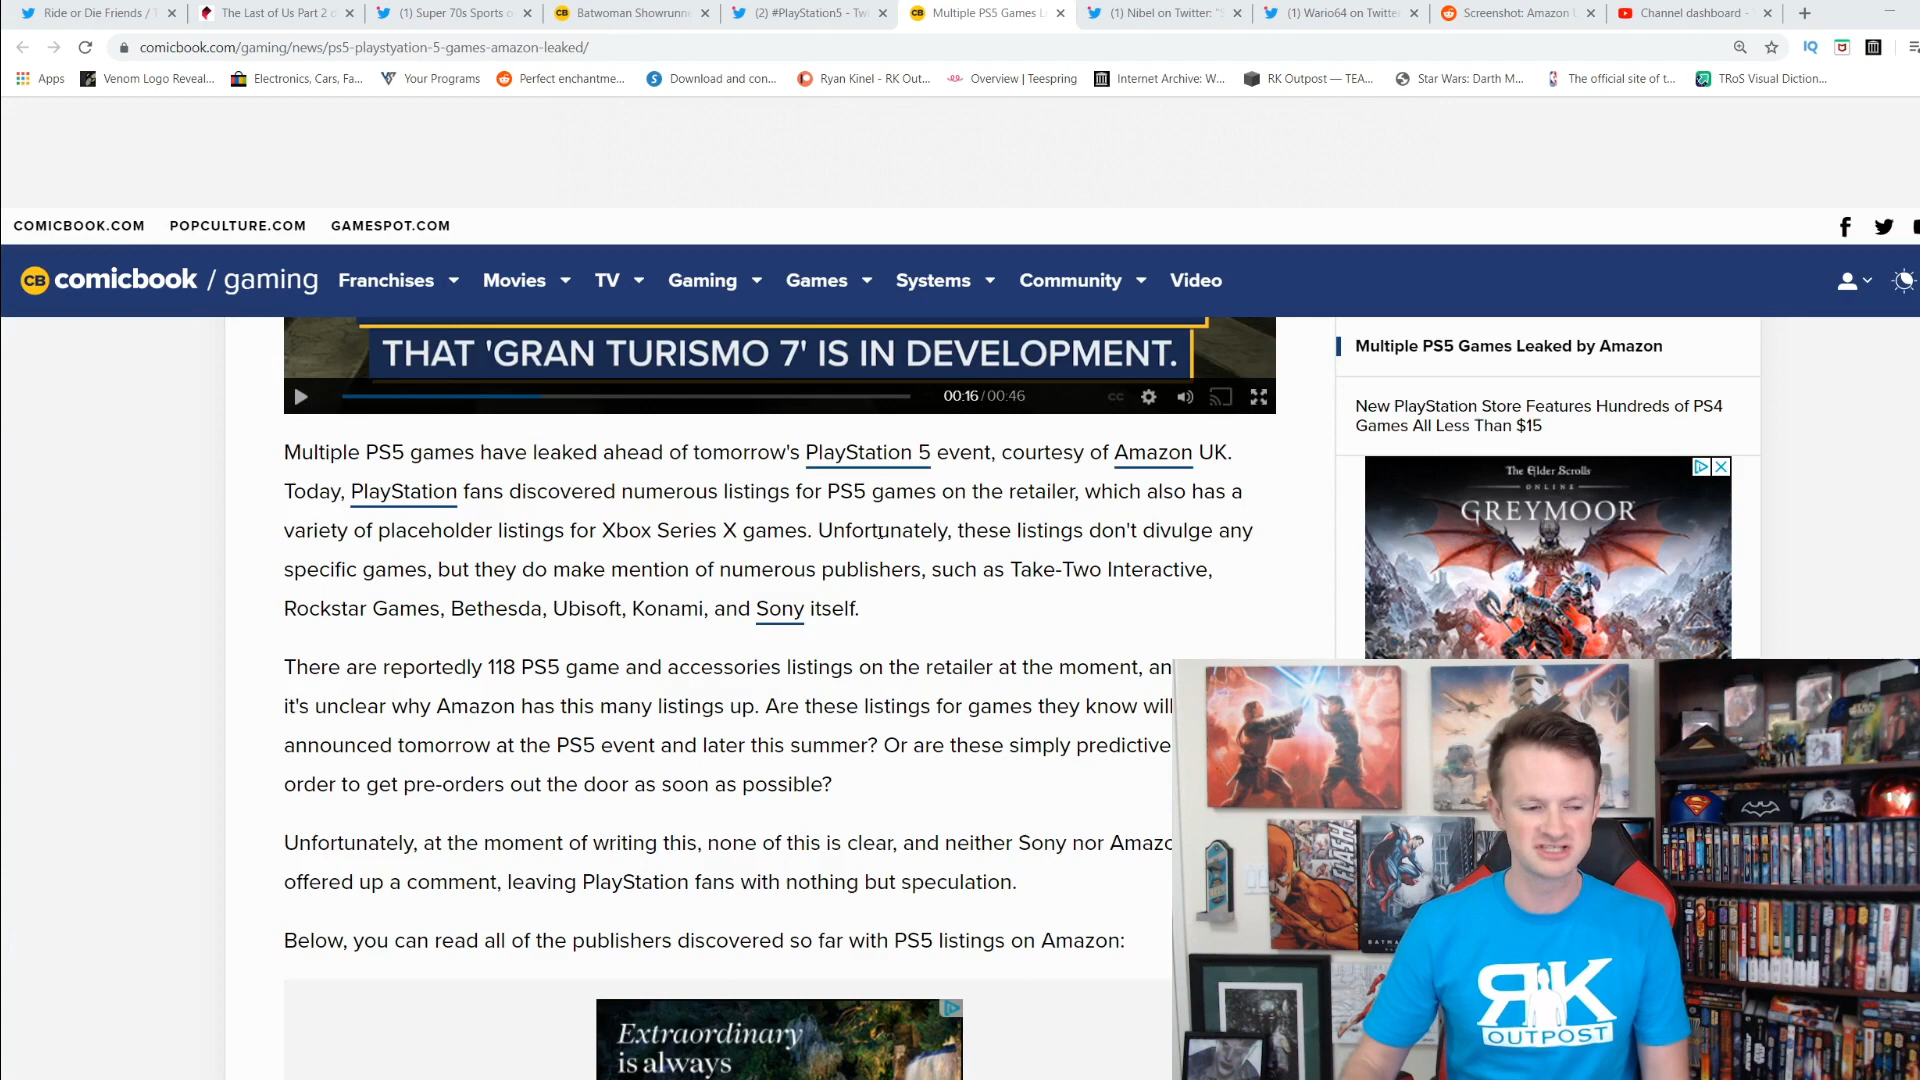 Ride or Die Friends / T
The Last of Us Part 2 d
(1) Super 70s Sports o
Batwoman Showrunne
(2) #PlayStation5 - Twi
Multiple PS5 Games L
(1) Nibel on Twitter: "S
(1) Wario64 on Twitte
Screenshot: Amazon U
Channel dashboard -
comicbook.com/gaming/news/ps5-playstyation-5-games-amazon-leaked/
IQ
Apps
Venom Logo Reveal...
Electronics, Cars, Fa...
Your Programs
Perfect enchantme...
Download and con...
Ryan Kinel - RK Out...
Overview | Teespring
Internet Archive: W...
RK Outpost — TEA...
Star Wars: Darth M...
The official site of t...
TRoS Visual Diction...
COMICBOOK.COM
POPCULTURE.COM
GAMESPOT.COM
CB comicbook / gaming
Franchises
Movies
TV
Gaming
Games
Systems
Community
Video
THAT 'GRAN TURISMO 7' IS IN DEVELOPMENT.
00:16/00:46
CC
Multiple PS5 games have leaked ahead of tomorrow's PlayStation 5 event, courtesy of Amazon UK.
Today, PlayStation fans discovered numerous listings for PS5 games on the retailer, which also has a
variety of placeholder listings for Xbox Series X games. Unfortunately, these listings don't divulge any
specific games, but they do make mention of numerous publishers, such as Take-Two Interactive,
Rockstar Games, Bethesda, Ubisoft, Konami, and Sony itself.
There are reportedly 118 PS5 game and accessories listings on the retailer at the moment, an
it's unclear why Amazon has this many listings up. Are these listings for games they know will
announced tomorrow at the PS5 event and later this summer? Or are these simply predictive
order to get pre-orders out the door as soon as possible?
Unfortunately, at the moment of writing this, none of this is clear, and neither Sony nor Amazo
offered up a comment, leaving PlayStation fans with nothing but speculation.
Below, you can read all of the publishers discovered so far with PS5 listings on Amazon:
Extraordinary
is always
Multiple PS5 Games Leaked by Amazon
New PlayStation Store Features Hundreds of PS4
Games All Less Than $15
The Elder Scrolls
ONLINE
GREYMOOR
FLASH
RK
OUTPOST